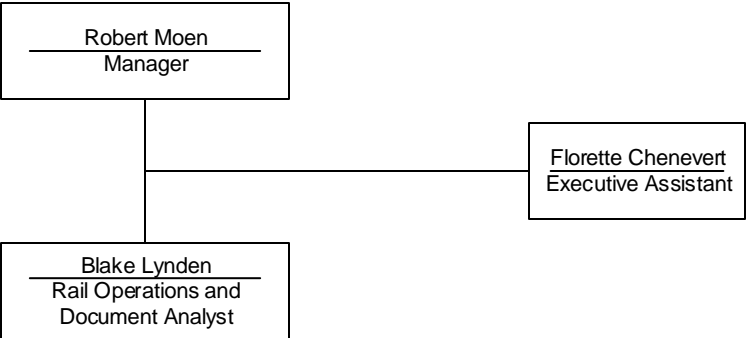 Robert Moen
Manager
Florette Chenevert
Executive Assistant
Blake Lynden
Rail Operations and
Document Analyst